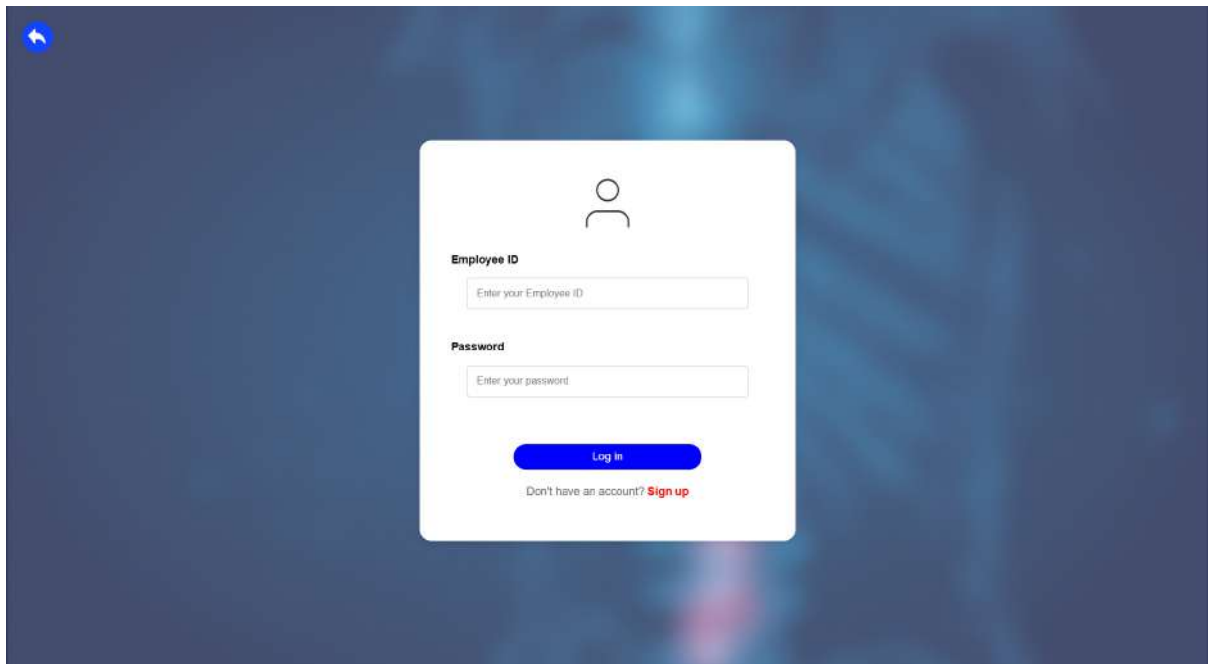 Employee ID
Enter your Employee ID
Password
Enter your password
Log in
Don't have an account? Sign up